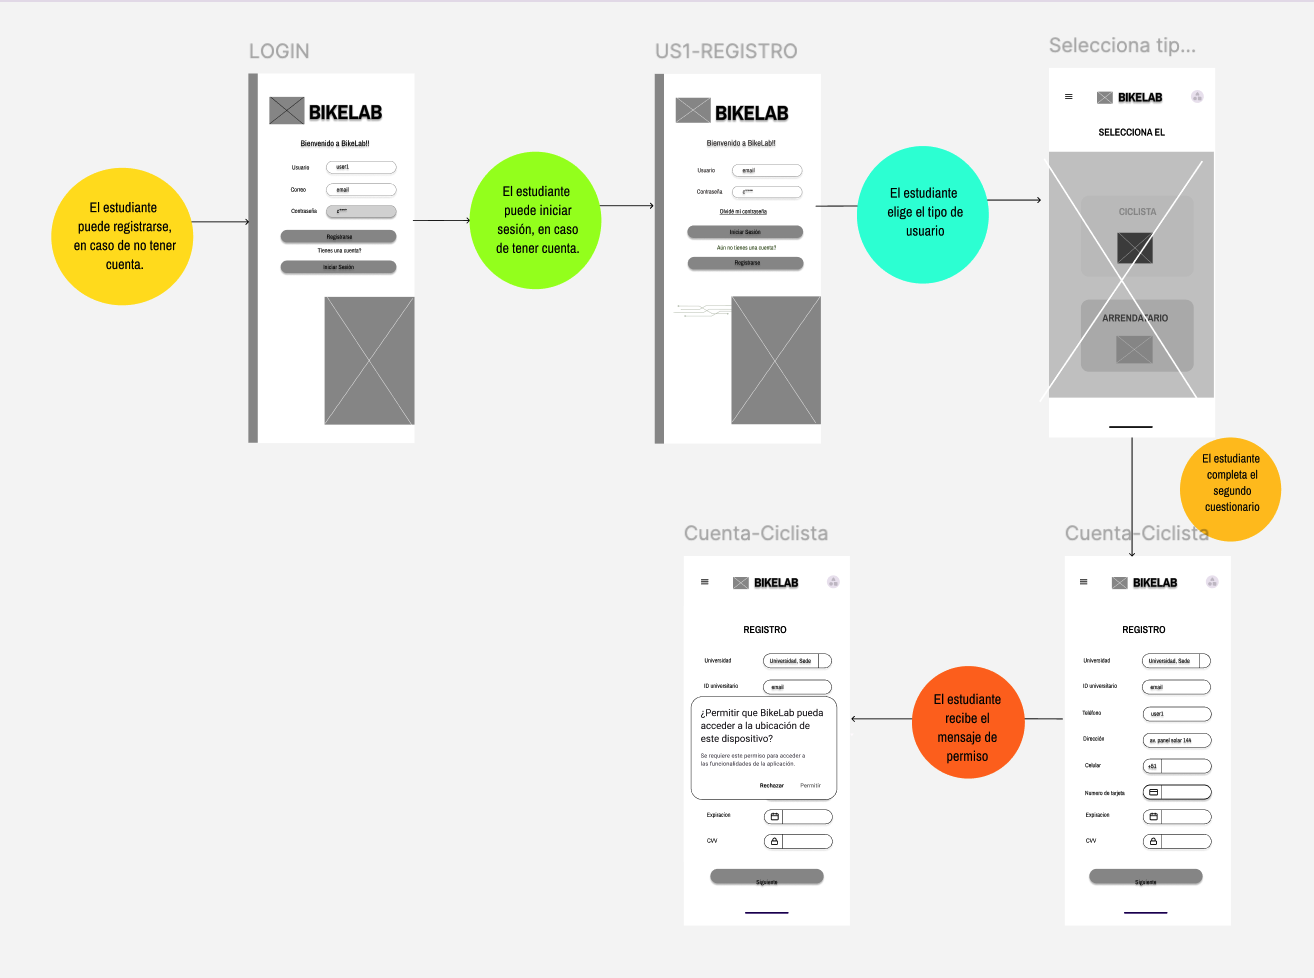 LOGIN
BIKELAB
Bienvenido a BikeLab!!
Usuario
user1
Correo
email
Contraseña
c****
Registrarse
Tienes una cuenta?
Iniciar Sesión
El estudiante
puede registrarse,
en caso de no tener
cuenta.
El estudiante
puede iniciar
sesión, en caso
de tener cuenta.
US1-REGISTRO
BIKELAB
Bienvenido a BikeLab!!
Usuario
email
Contraseña
c****
Olvidé mi contraseña
Iniciar Sesión
Aún no tienes una cuenta?
Registrarse
El estudiante
elige el tipo de
usuario
Selecciona tip...
BIKELAB
SELECCIONA EL
CICLISTA
ARRENDATARIO
El estudiante
completa el
segundo
cuestionario
Cuenta-Ciclista
BIKELAB
REGISTRO
Universidad
Universidad, Sede
ID universitario
email
Teléfono
user1
Dirección
av. panel solar 144
Celular
+51
Numero de tarjeta
Expiracion
CVV
Siguiente
El estudiante
recibe el
mensaje de
permiso
Cuenta-Ciclista
BIKELAB
REGISTRO
Universidad
Universidad, Sede
ID universitario
email
¿Permitir que BikeLab pueda
acceder a la ubicación de
este dispositivo?
Se requiere este permiso para acceder a
las funcionalidades de la aplicación.
Rechazar
Permitir
Expiracion
CVV
Siguiente